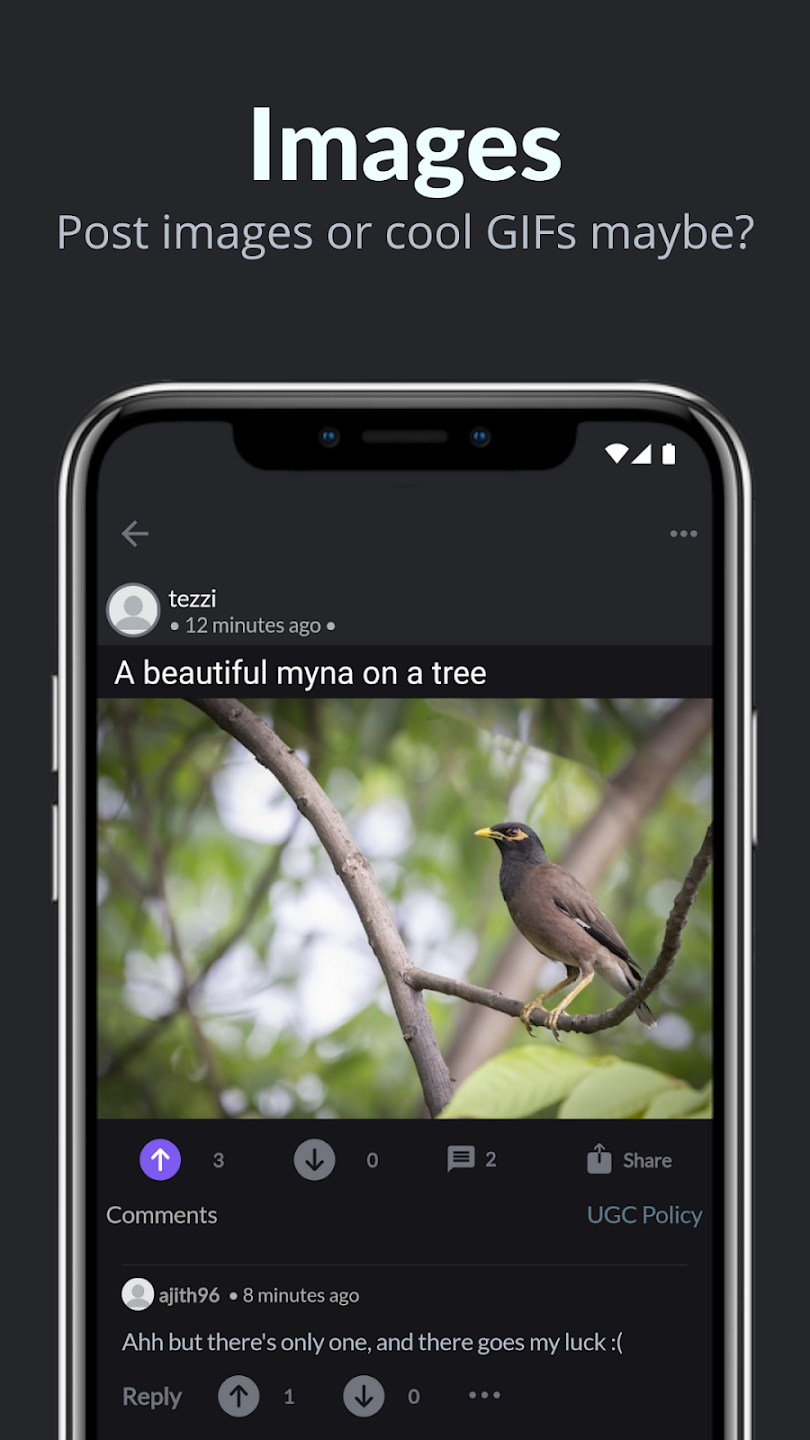 Images
Post images or cool GIFs maybe?
tezzi
• 12 minutes ago •
A beautiful myna on a tree
3 0 2 Share
Comments UGC Policy
ajith96 • 8 minutes ago
Ahh but there's only one, and there goes my luck :(
Reply 1 0